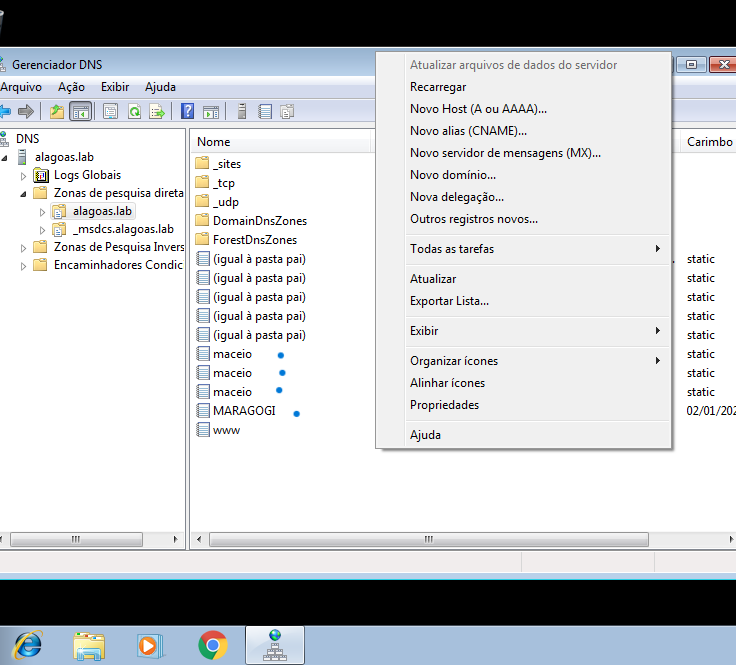 Gerenciador DNS
Arquivo Ação Exibir Ajuda
DNS
alagoas.lab
Logs Globais
Zonas de pesquisa direta
alagoas.lab
_msdcs.alagoas.lab
Zonas de Pesquisa Invers
Encaminhadores Condic
Nome
_sites
_tcp
_udp
DomainDnsZones
ForestDnsZones
(igual à pasta pai)
(igual à pasta pai)
(igual à pasta pai)
(igual à pasta pai)
(igual à pasta pai)
maceio
maceio
maceio
MARAGOGI
www
Atualizar arquivos de dados do servidor
Recarregar
Novo Host (A ou AAAA)...
Novo alias (CNAME)...
Novo servidor de mensagens (MX)...
Novo domínio...
Nova delegação...
Outros registros novos...
Todas as tarefas
Atualizar
Exportar Lista...
Exibir
Organizar ícones
Alinhar ícones
Propriedades
Ajuda
Carimbo
static
static
static
static
static
static
static
static
02/01/202